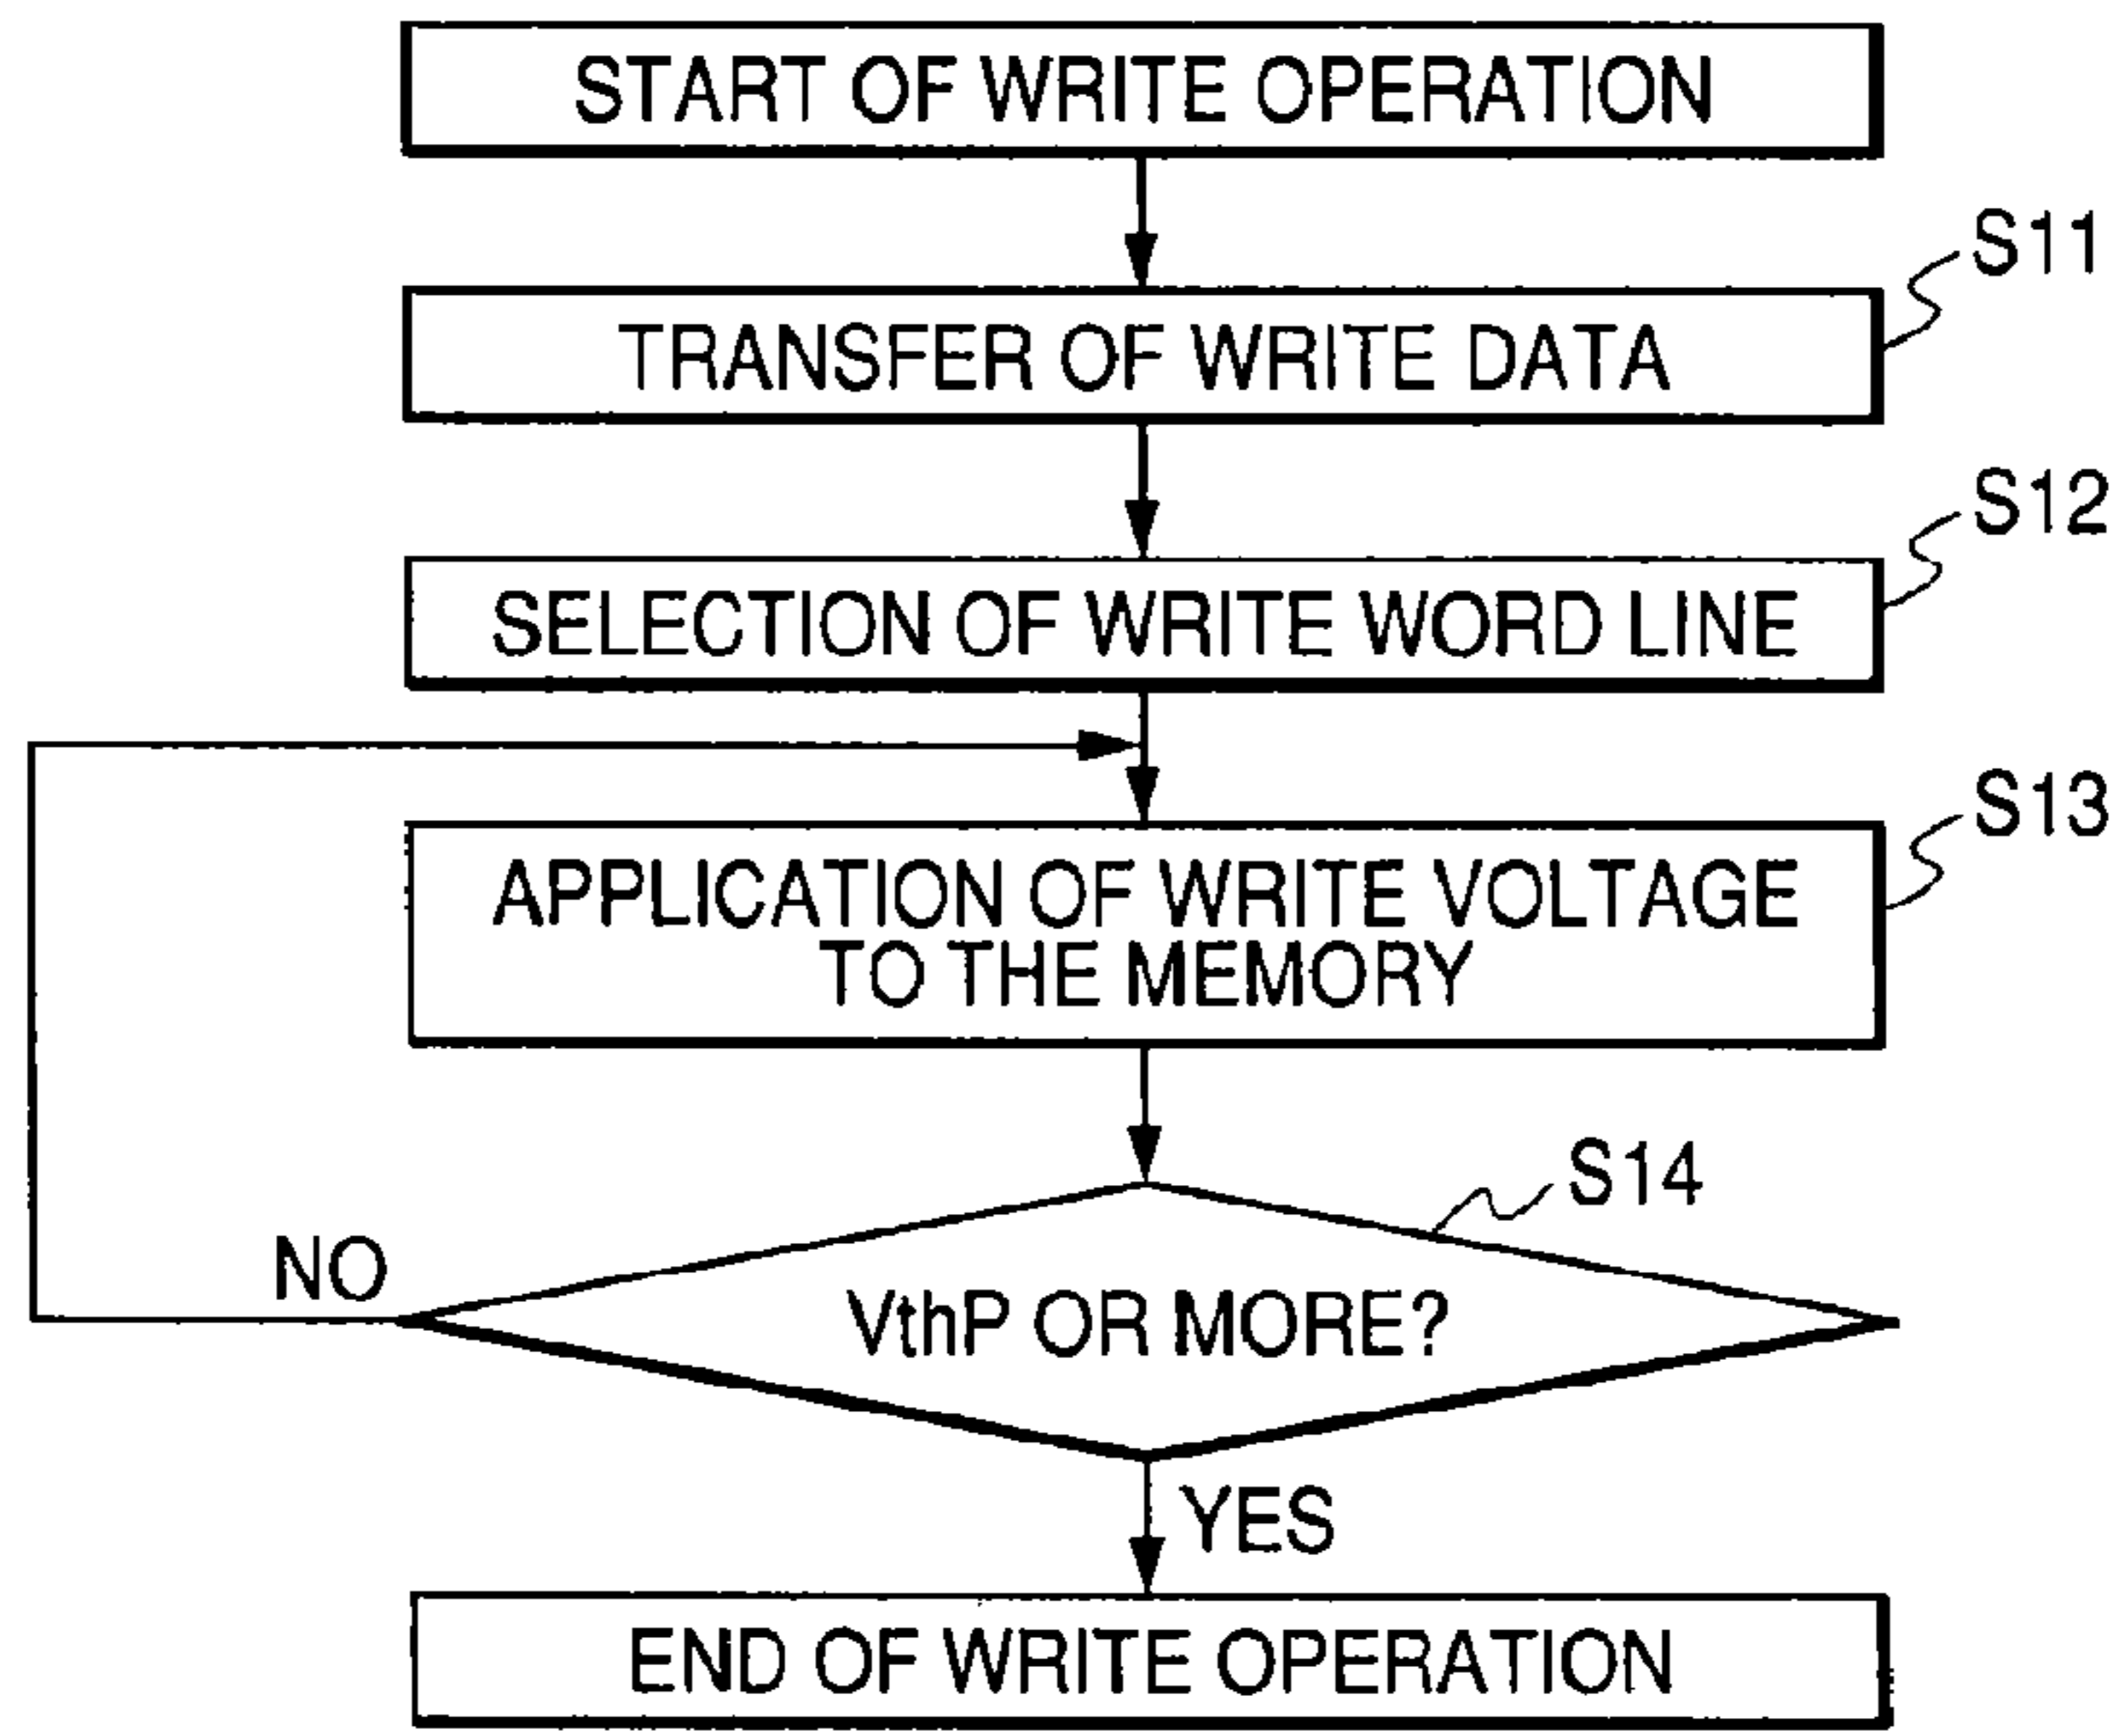 START OF WRITE OPERATION
S11
TRANSFER OF WRITE DATA
S12
SELECTION OF WRITE WORD LINE
S13
APPLICATION OF WRITE VOLTAGE
TO THE MEMORY
S14
NO
VthP OR MORE?
YES
END OF WRITE OPERATION